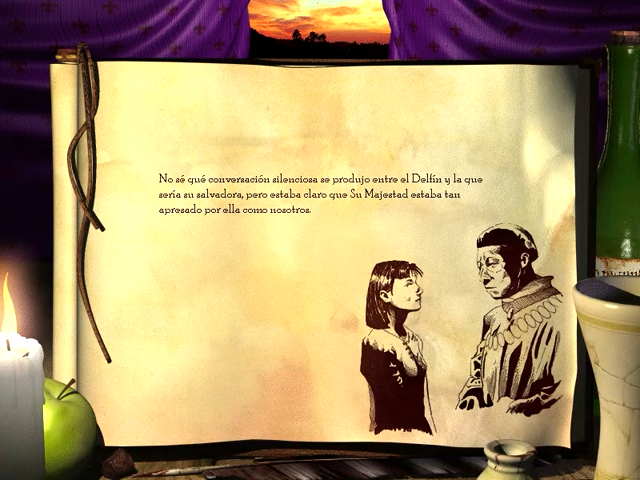 No sé qué conversación silenciosa se produjo entre el Delfín y la que
sería su salvadora, pero estaba claro que Su Majestad estaba tan
apresado por ella como nosotros.